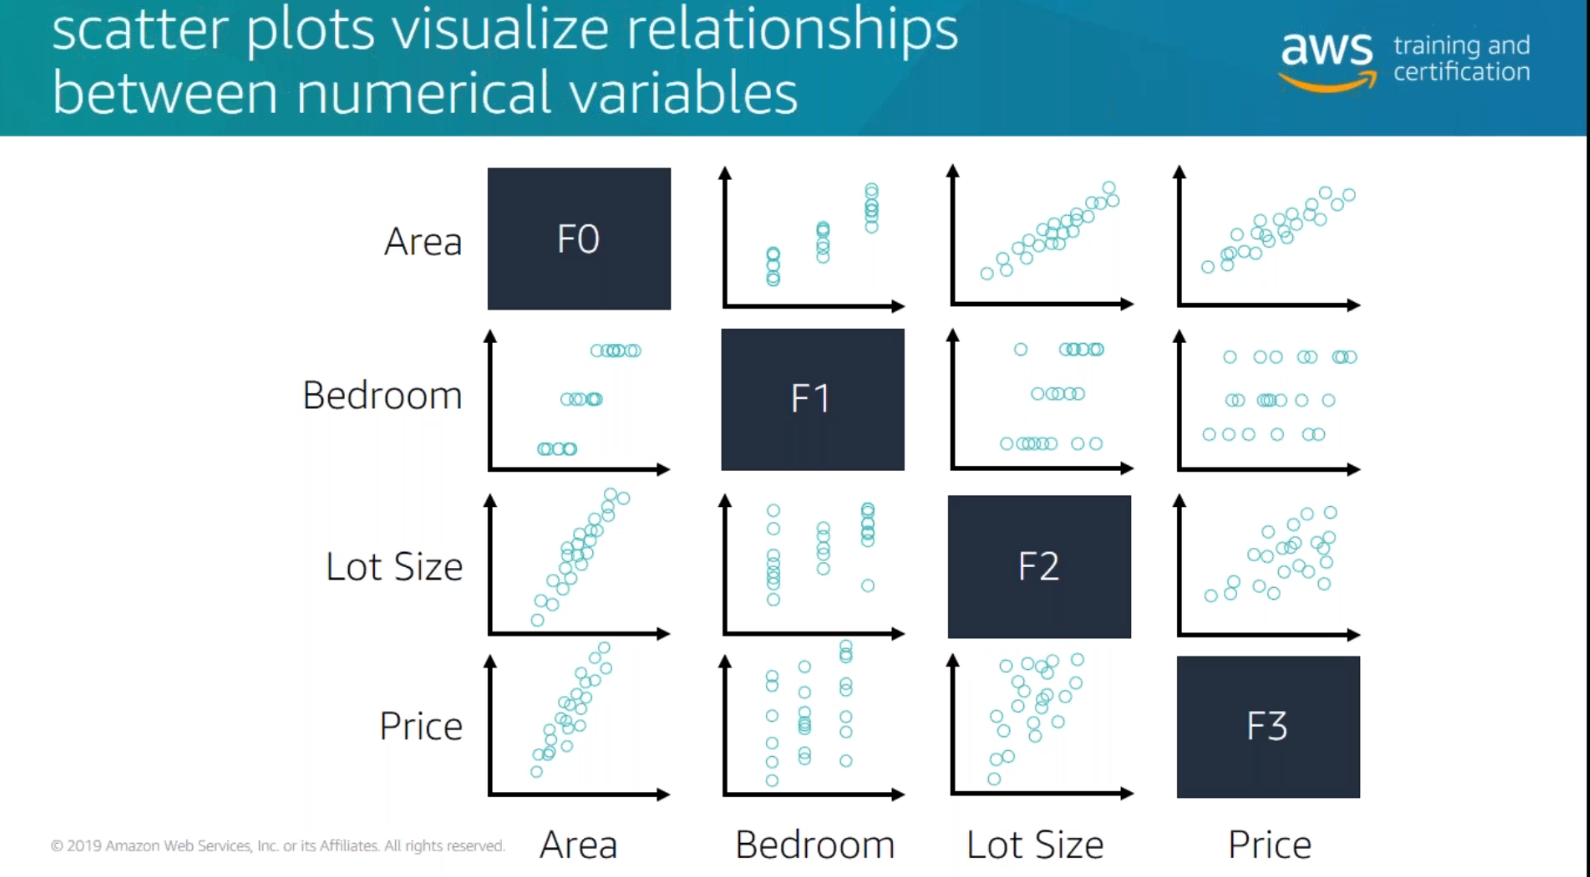 scatter plots visualize relationships
between numerical variables
aws
training and
certification
Area
F0
Bedroom
F1
Lot Size
F2
Price
F3
© 2019 Amazon Web Services, Inc. or its Affiliates. All rights reserved.
Area
Bedroom
Lot Size
Price